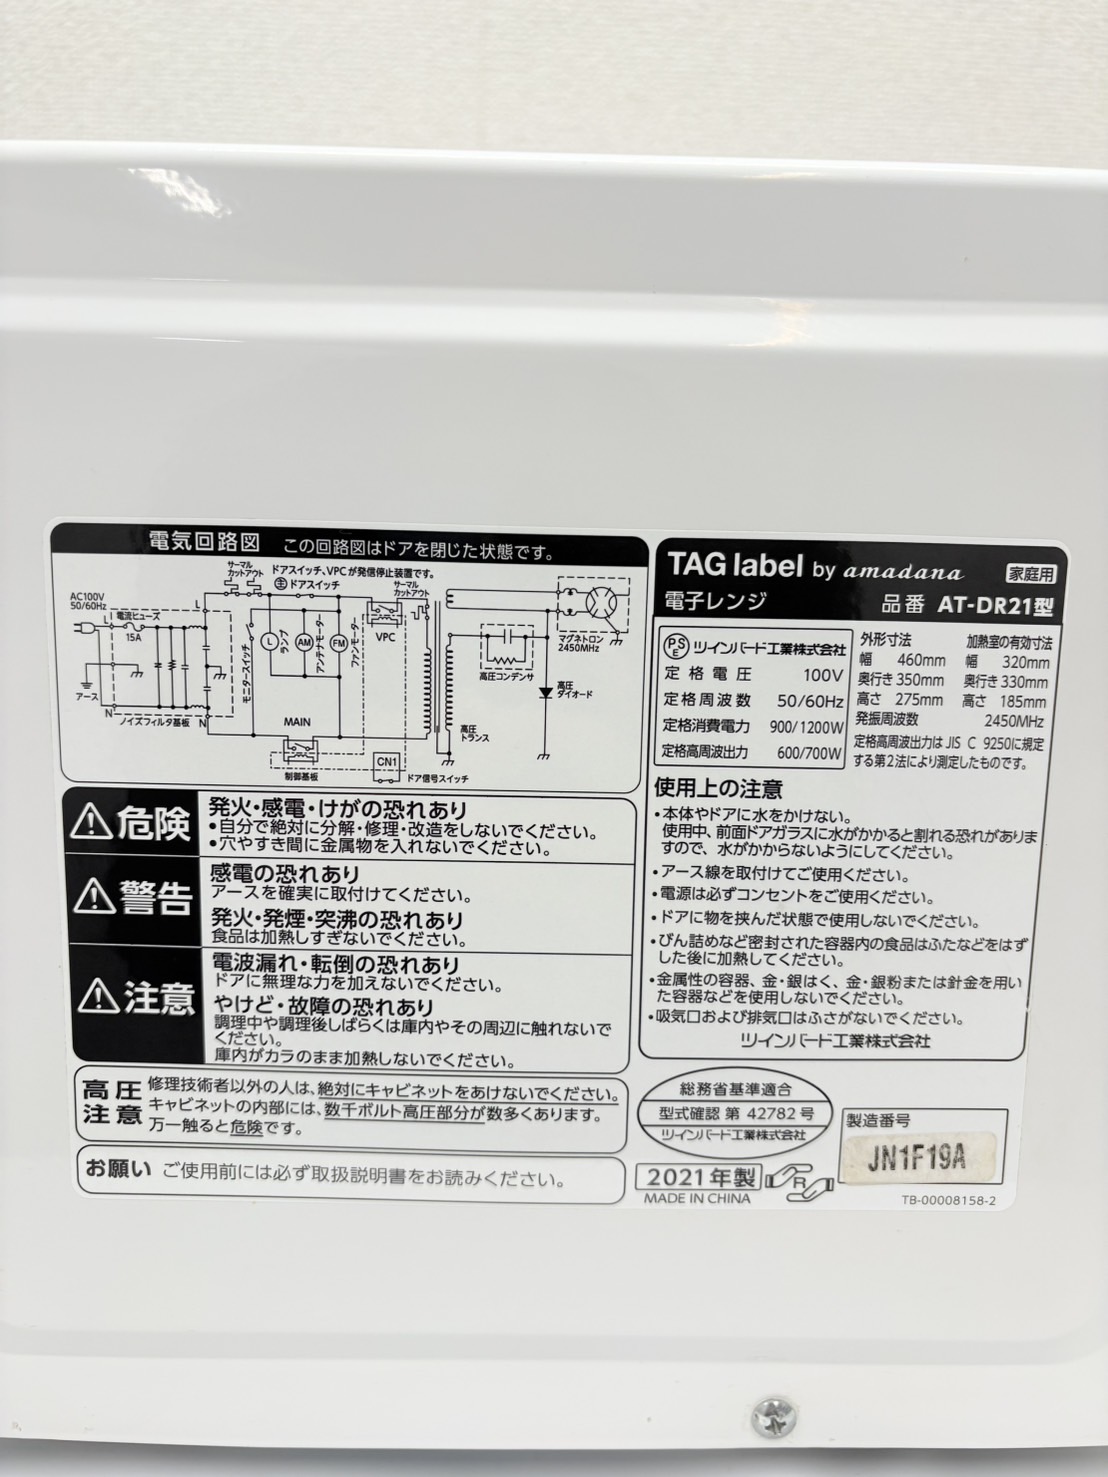 電気回路図 この回路図はドアを閉じた状態です。
サーマル
カットアウト
ドアスイッチ、VPCが発信停止装置です。
主 ドアスイッチ
サーマル
カットアウト
AC100V
50/60Hz
L
L
電流ヒューズ
15A
アース
N
ノイズフィルタ基板
N
モニタースイッチ
L
ランプ
AM
アンテナモーター
FM
ファンモーター
VPC
MAIN
制御基板
CN1
ドア信号スイッチ
高圧
トランス
高圧コンデンサ
高圧
ダイオード
マグネトロン
2450MHz
危険
発火・感電・けがの恐れあり
•自分で絶対に分解・修理・改造をしないでください。
•穴やすき間に金属物を入れないでください。
警告
感電の恐れあり
アースを確実に取付けてください。
発火・発煙・突沸の恐れあり
食品は加熱しすぎないでください。
注意
電波漏れ・転倒の恐れあり
ドアに無理な力を加えないでください。
やけど・故障の恐れあり
調理中や調理後しばらくは庫内やその周辺に触れないで
ください。
庫内がカラのまま加熱しないでください。
高圧
注意
修理技術者以外の人は、絶対にキャビネットをあけないでください。
キャビネットの内部には、数千ボルト高圧部分が数多くあります。
万一触ると危険です。
お願い ご使用前には必ず取扱説明書をお読みください。
TAG label by amadana 家庭用
電子レンジ 品番 AT-DR21型
PSE ツインバード工業株式会社
定格電圧 100V
定格周波数 50/60Hz
定格消費電力 900/1200W
定格高周波出力 600/700W
外形寸法
幅 460mm
奥行き 350mm
高さ 275mm
加熱室の有効寸法
幅 320mm
奥行き 330mm
高さ 185mm
発振周波数 2450MHz
定格高周波出力は JIS C 9250に規定
する第2法により測定したものです。
使用上の注意
•本体やドアに水をかけない。
使用中、前面ドアガラスに水がかかると割れる恐れがありま
すので、水がかからないようにしてください。
•アース線を取付けてご使用ください。
•電源は必ずコンセントをご使用ください。
•ドアに物を挟んだ状態で使用しないでください。
•びん詰めなど密封された容器内の食品はふたなどをはず
した後に加熱してください。
•金属性の容器、金・銀はく、金・銀粉または針金を用い
た容器などを使用しないでください。
•吸気口および排気口はふさがないでください。
ツインバード工業株式会社
総務省基準適合
型式確認 第 42782 号
ツインバード工業株式会社
2021年製
MADE IN CHINA
R
製造番号
JN1F19A
TB-00008158-2